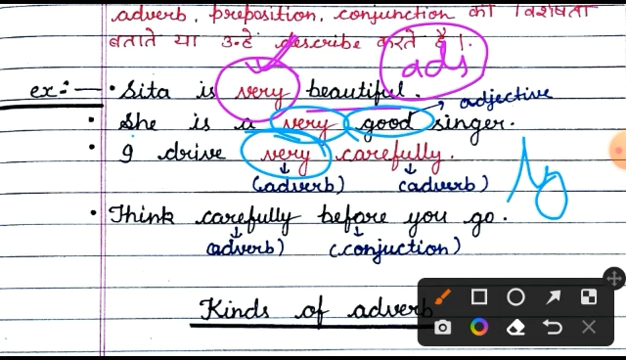 adverb, preposition, conjunction की विशेषता
बताते या उन्हें describe करते है।
ads
ex:- • Sita is very beautiful.
adjective
• She is a very good singer.
• I drive very carefully.
(adverb) (adverb)
• Think carefully before you go.
(adverb) (conjuction)
Kinds of adverb